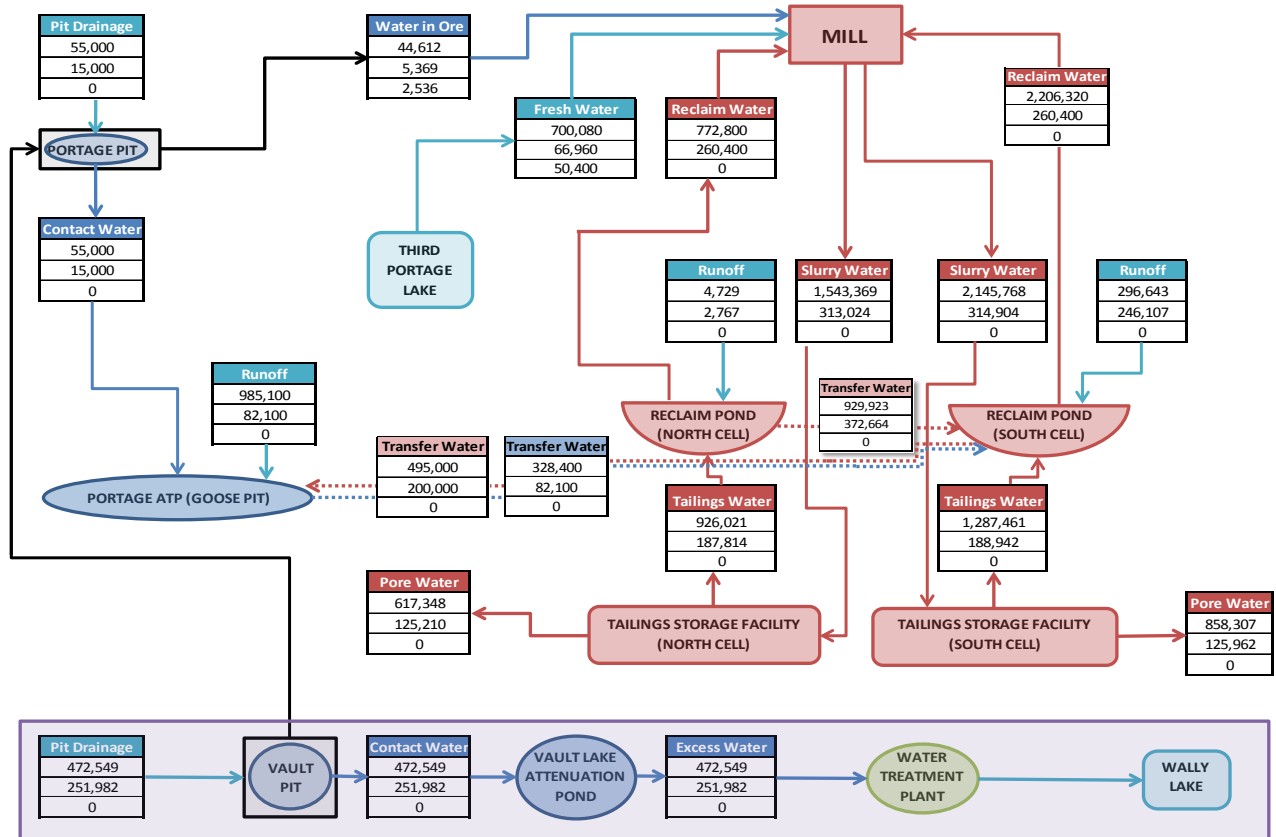 Pit Drainage
55,000
15,000
0
Water in Ore
44,612
5,369
2,536
MILL
Reclaim Water
2,206,320
260,400
0
Fresh Water
700,080
66,960
50,400
Reclaim Water
772,800
260,400
0
PORTAGE PIT
Contact Water
55,000
15,000
0
THIRD
PORTAGE
LAKE
Runoff
4,729
2,767
0
Slurry Water
1,543,369
313,024
0
Slurry Water
2,145,768
314,904
0
Runoff
296,643
246,107
0
Runoff
985,100
82,100
0
RECLAIM POND
(NORTH CELL)
Transfer Water
929,923
372,664
0
RECLAIM POND
(SOUTH CELL)
Transfer Water
495,000
200,000
0
Transfer Water
328,400
82,100
0
PORTAGE ATP (GOOSE PIT)
Tailings Water
926,021
187,814
0
Tailings Water
1,287,461
188,942
0
Pore Water
617,348
125,210
0
TAILINGS STORAGE FACILITY
(NORTH CELL)
TAILINGS STORAGE FACILITY
(SOUTH CELL)
Pore Water
858,307
125,962
0
Pit Drainage
472,549
251,982
0
VAULT
PIT
Contact Water
472,549
251,982
0
VAULT LAKE
ATTENUATION
POND
Excess Water
472,549
251,982
0
WATER
TREATMENT
PLANT
WALLY
LAKE